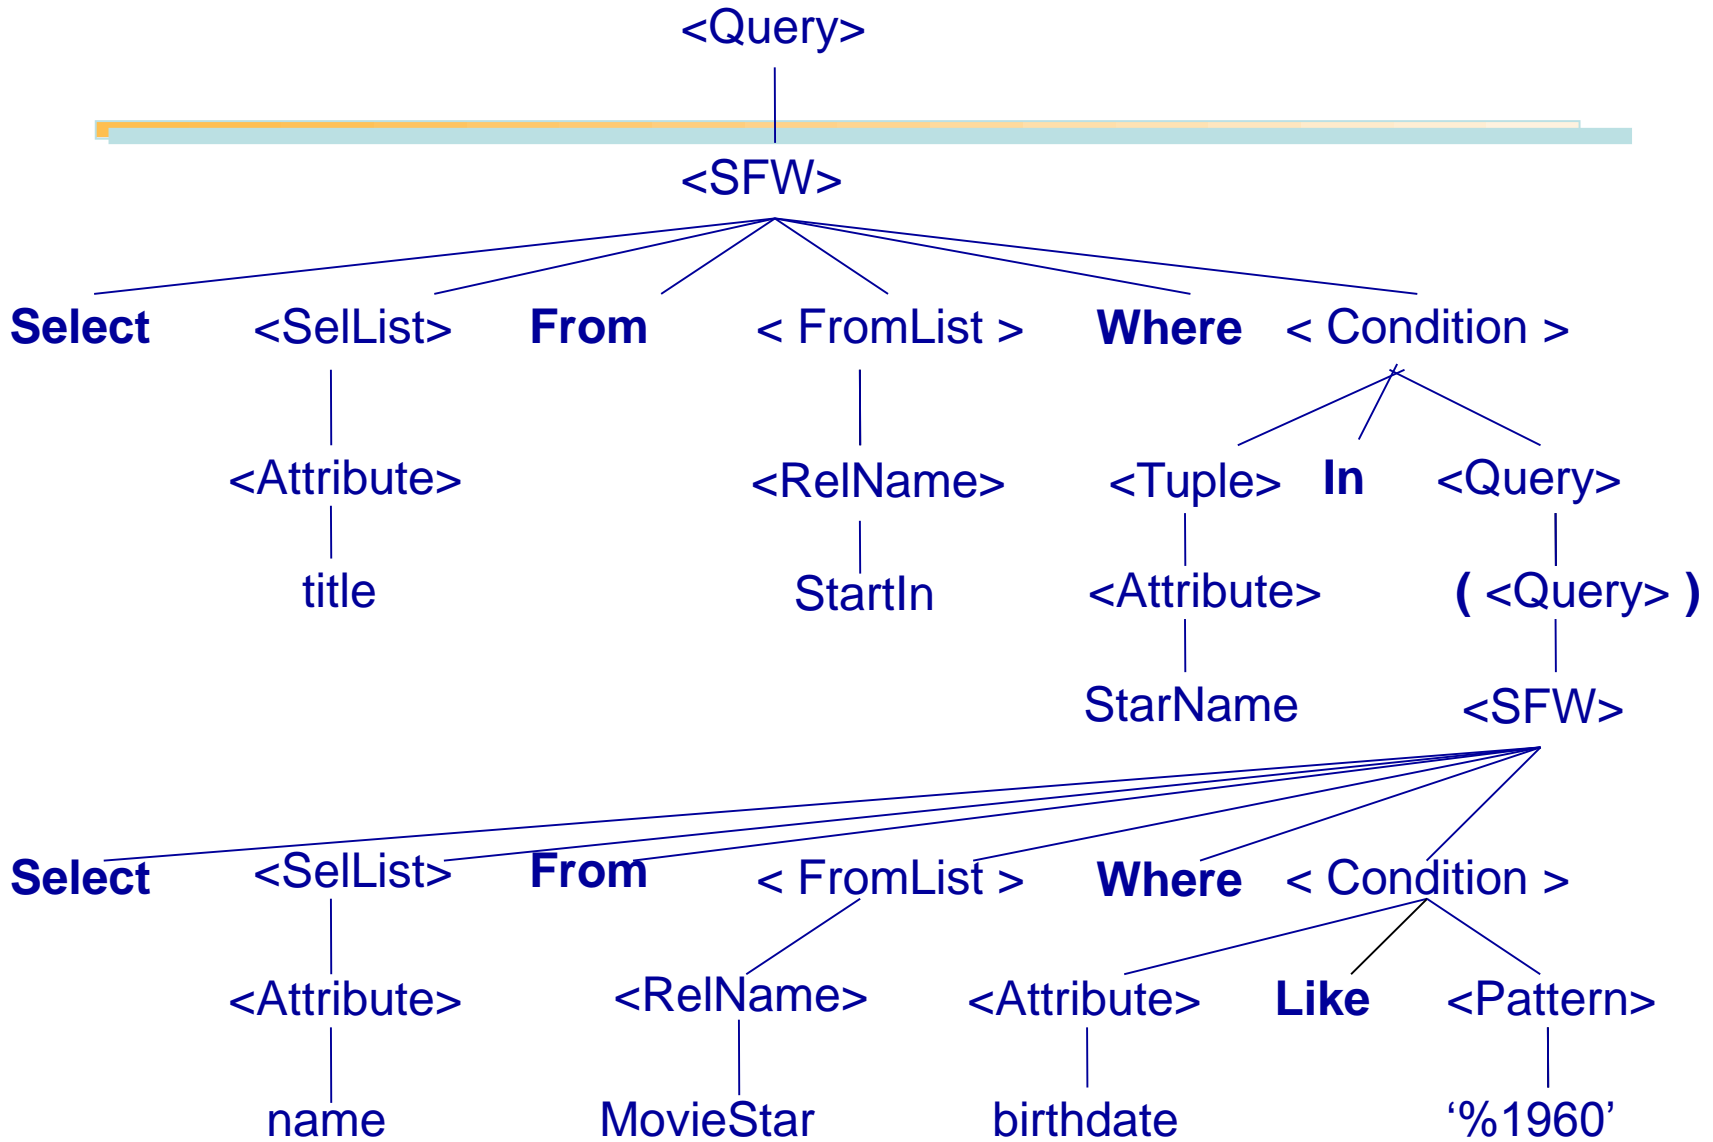 <Query>
<SFW>
Select <SelList> From < FromList > Where < Condition >
<Attribute> <RelName> <Tuple> In <Query>
title StartIn <Attribute> ( <Query> )
StarName <SFW>
Select <SelList> From < FromList > Where < Condition >
<Attribute> <RelName> <Attribute> Like <Pattern>
name MovieStar birthdate ‘%1960’